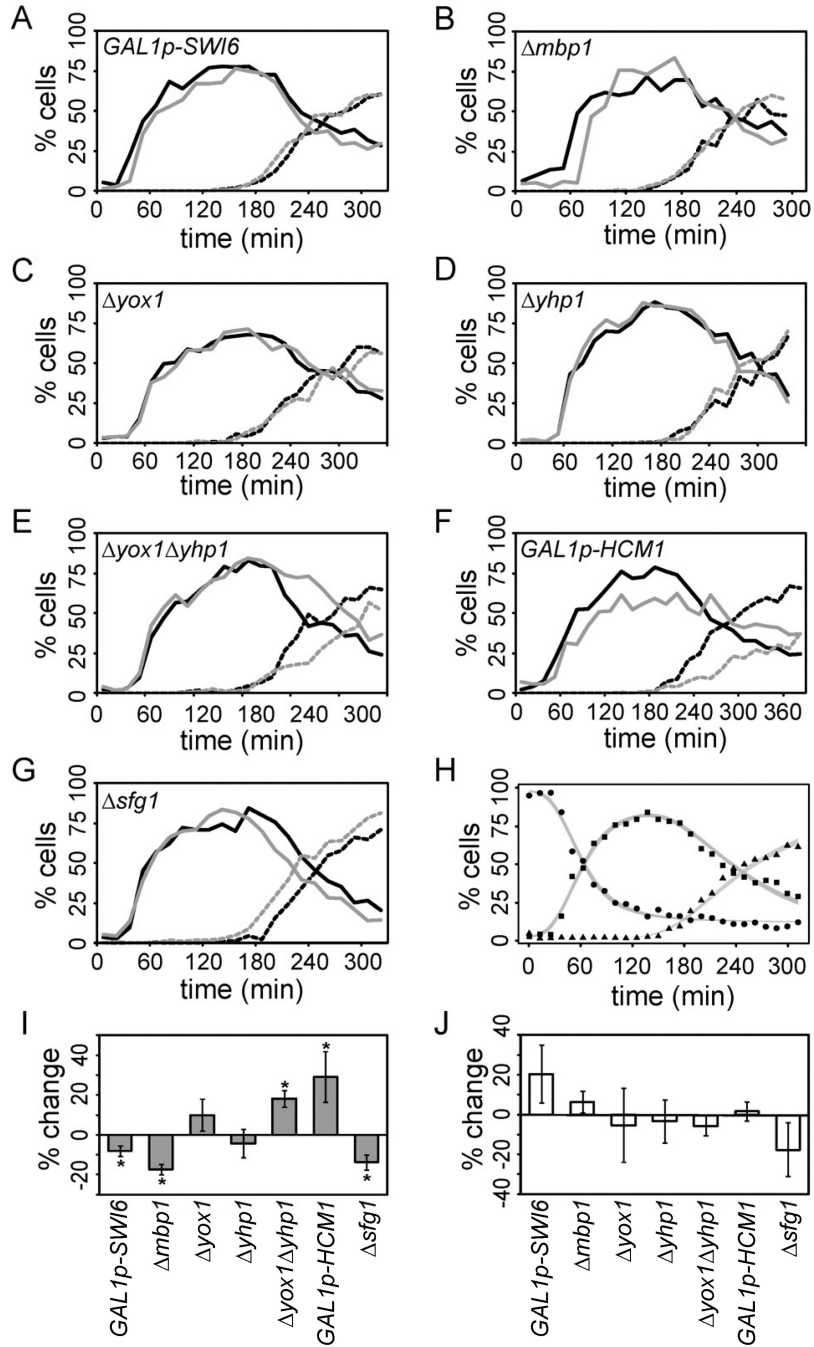 A
GAL1p-SWI6
% cells
0 25 50 75 100
0 60 120 180 240 300
time (min)
B
Δmbp1
% cells
0 25 50 75 100
0 60 120 180 240 300
time (min)
C
Δyox1
% cells
0 25 50 75 100
0 60 120 180 240 300
time (min)
D
Δyhp1
% cells
0 25 50 75 100
0 60 120 180 240 300
time (min)
E
Δyox1Δyhp1
% cells
0 25 50 75 100
0 60 120 180 240 300
time (min)
F
GAL1p-HCM1
% cells
0 25 50 75 100
0 60 120 180 240 300 360
time (min)
G
Δsfg1
% cells
0 25 50 75 100
0 60 120 180 240 300
time (min)
H
% cells
0 25 50 75 100
0 60 120 180 240 300
time (min)
I
% change
-20 0 20 40
* * * * *
GAL1p-SWI6
Δmbp1
Δyox1
Δyhp1
Δyox1Δyhp1
GAL1p-HCM1
Δsfg1
J
% change
-40 -20 0 20 40
GAL1p-SWI6
Δmbp1
Δyox1
Δyhp1
Δyox1Δyhp1
GAL1p-HCM1
Δsfg1